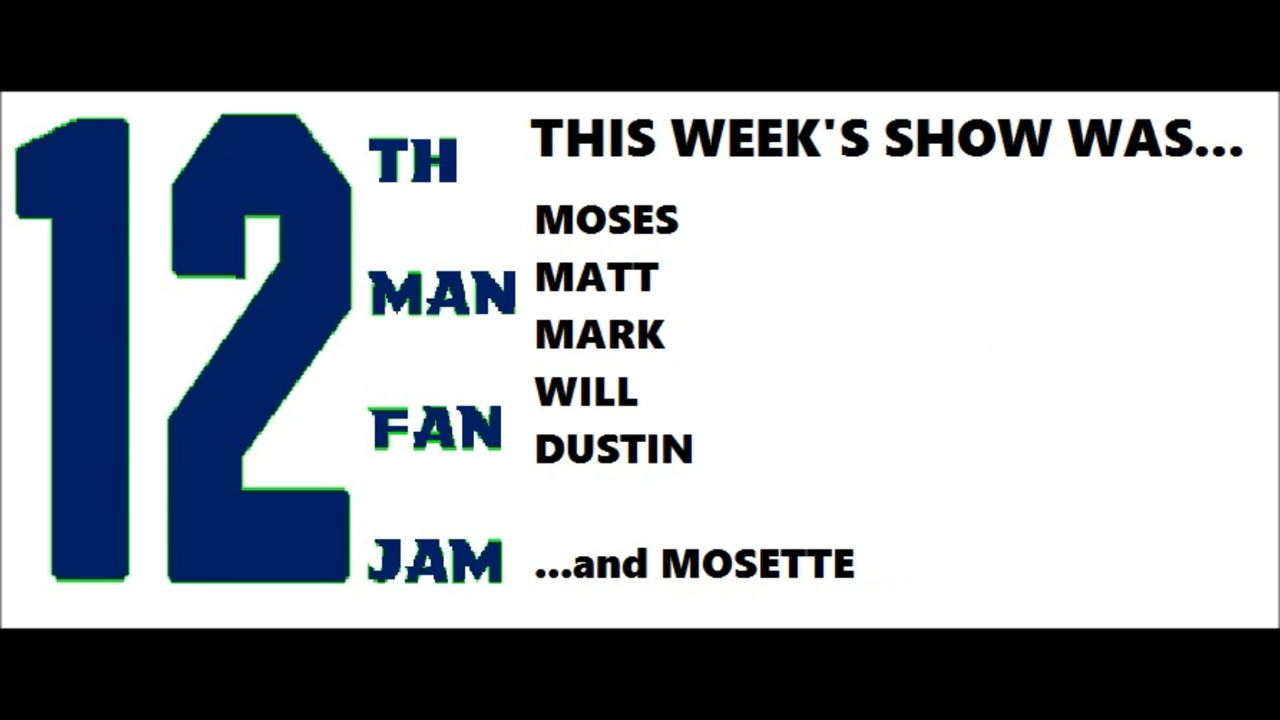 12
TH
MAN
FAN
JAM
THIS WEEK'S SHOW WAS...
MOSES
MATT
MARK
WILL
DUSTIN
...and MOSETTE